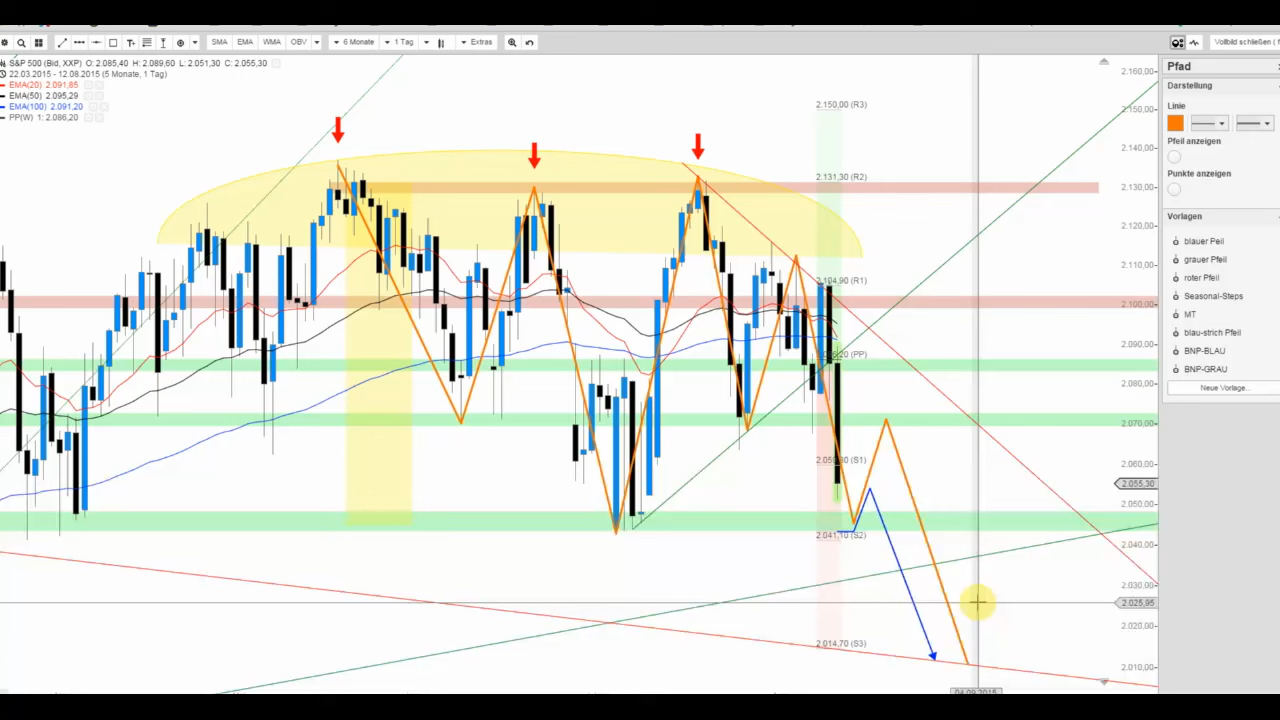 SMA EMA WMA OBV 6 Monate 1 Tag Extras Vollbild schließen ( f
S&P 500 (Bid, XXP) O: 2.085,40 H: 2.089,60 L: 2.051,30 C: 2.055,30
22.03.2015 - 12.08.2015 (5 Monate, 1 Tag)
EMA(20) 2.091,85
EMA(50) 2.095,29
EMA(100) 2.091,20
PP(W) 1: 2.086,20
2.150,00 (R3)
2.131,30 (R2)
2.104,90 (R1)
(PP)
(S1)
2.041,10 (S2)
2.014,70 (S3)
2.160,00
2.150,00
2.140,00
2.130,00
2.120,00
2.110,00
2.100,00
2.090,00
2.080,00
2.070,00
2.060,00
2.055,30
2.050,00
2.040,00
2.030,00
2.025,95
2.020,00
2.010,00
04.09.2015
Pfad
Darstellung
Linie
Pfeil anzeigen
Punkte anzeigen
Vorlagen
blauer Peil
grauer Pfeil
roter Pfeil
Seasonal-Steps
MT
blau-strich Pfeil
BNP-BLAU
BNP-GRAU
Neue Vorlage...